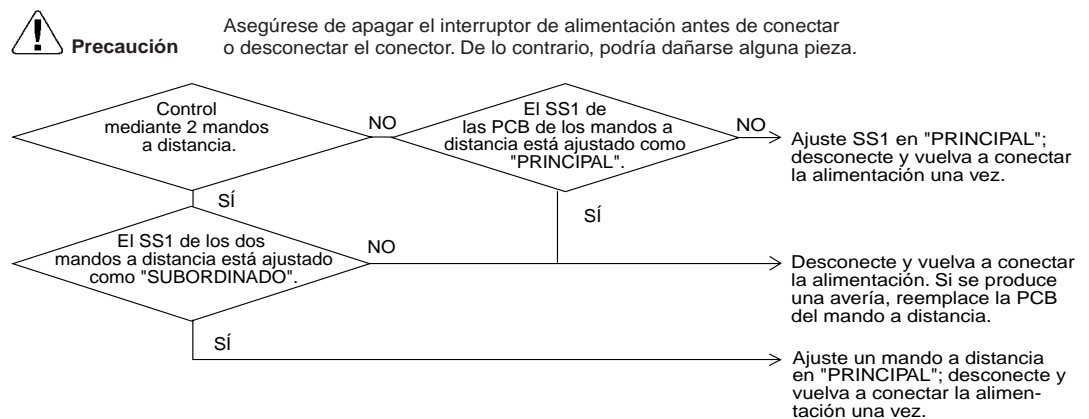 Precaución
Asegúrese de apagar el interruptor de alimentación antes de conectar
o desconectar el conector. De lo contrario, podría dañarse alguna pieza.
Control
mediante 2 mandos
a distancia.
NO
El SS1 de
las PCB de los mandos a
distancia está ajustado como
"PRINCIPAL".
NO
Ajuste SS1 en "PRINCIPAL";
desconecte y vuelva a conectar
la alimentación una vez.
SÍ
SÍ
El SS1 de los dos
mandos a distancia está ajustado
como "SUBORDINADO".
NO
Desconecte y vuelva a conectar
la alimentación. Si se produce
una avería, reemplace la PCB
del mando a distancia.
SÍ
Ajuste un mando a distancia
en "PRINCIPAL"; desconecte y
vuelva a conectar la alimen-
tación una vez.